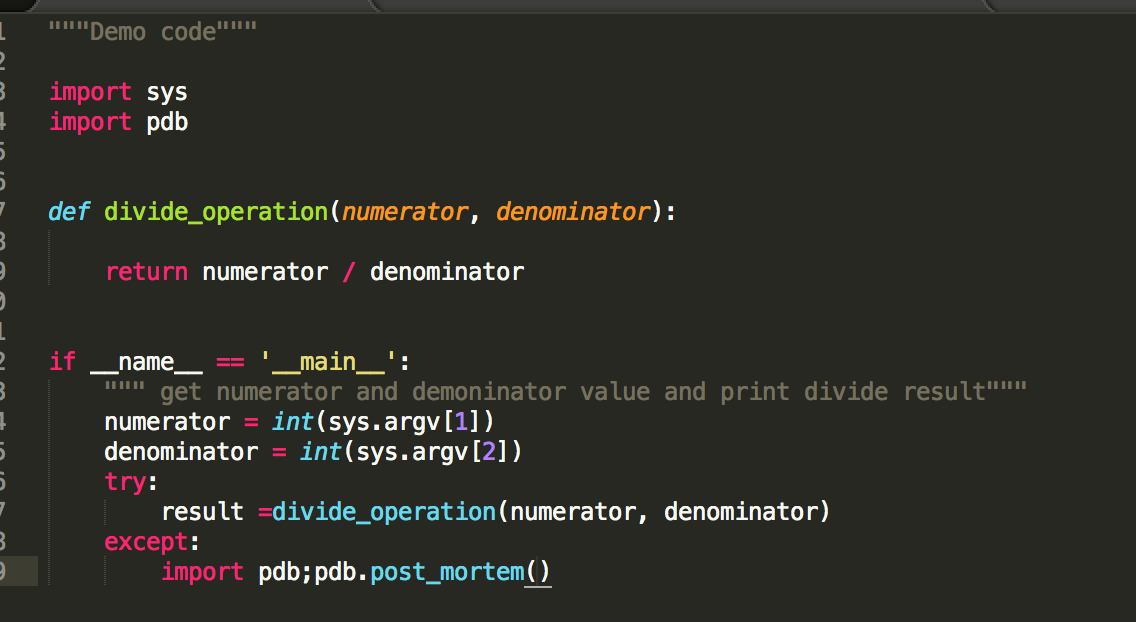 1 """Demo code"""
2
3 import sys
4 import pdb
5
6
7 def divide_operation(numerator, denominator):
8
9 return numerator / denominator
0
1
2 if __name__ == '__main__':
3 """ get numerator and demoninator value and print divide result"""
4 numerator = int(sys.argv[1])
5 denominator = int(sys.argv[2])
6 try:
7 result =divide_operation(numerator, denominator)
8 except:
9 import pdb;pdb.post_mortem()